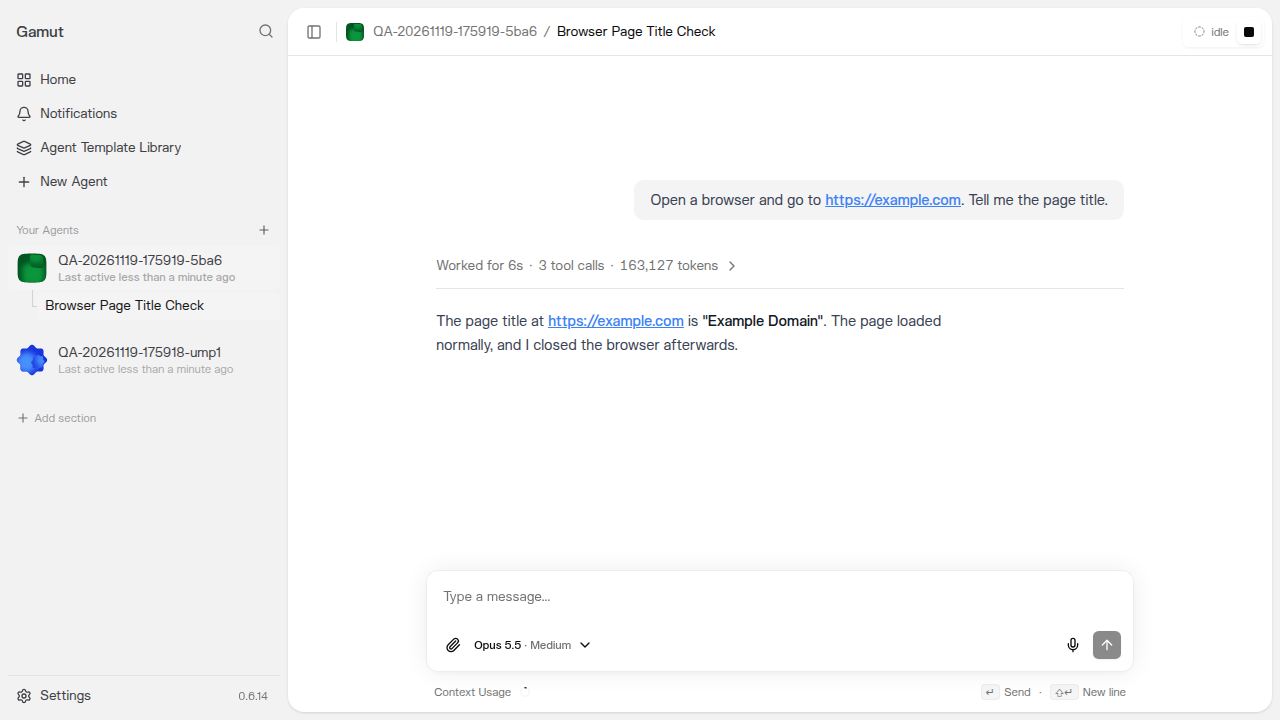 Gamut
Home
Notifications
Agent Template Library
New Agent
Your Agents
QA-20261119-175919-5ba6
Last active less than a minute ago
Browser Page Title Check
QA-20261119-175918-ump1
Last active less than a minute ago
Add section
Settings
0.6.14
QA-20261119-175919-5ba6 / Browser Page Title Check
idle
Open a browser and go to https://example.com. Tell me the page title.
Worked for 6s · 3 tool calls · 163,127 tokens
The page title at https://example.com is "Example Domain". The page loaded
normally, and I closed the browser afterwards.
Type a message...
Opus 5.5 · Medium
Context Usage
↵ Send · ⇧↵ New line